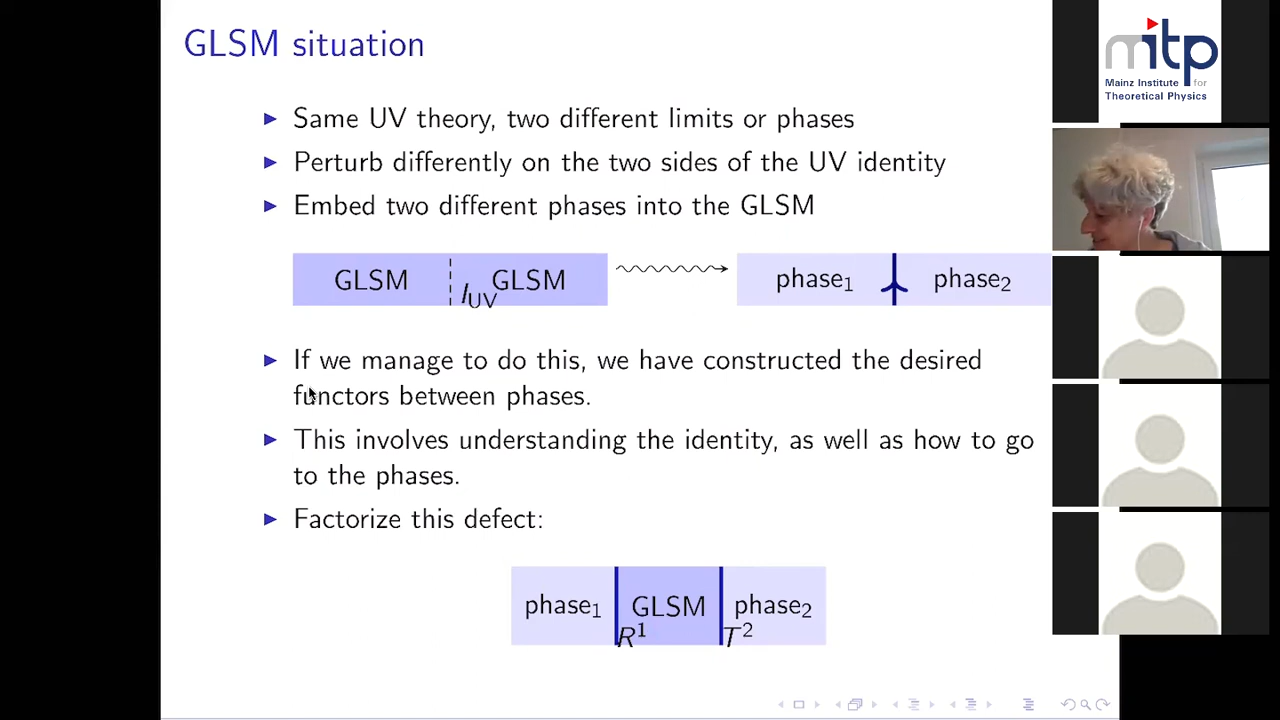 GLSM situation
mitp
Mainz Institute for
Theoretical Physics
▶ Same UV theory, two different limits or phases
▶ Perturb differently on the two sides of the UV identity
▶ Embed two different phases into the GLSM
GLSM GLSM phase₁ phase₂
I_UV
▶ If we manage to do this, we have constructed the desired
functors between phases.
▶ This involves understanding the identity, as well as how to go
to the phases.
▶ Factorize this defect:
phase₁ GLSM phase₂
R¹ T²